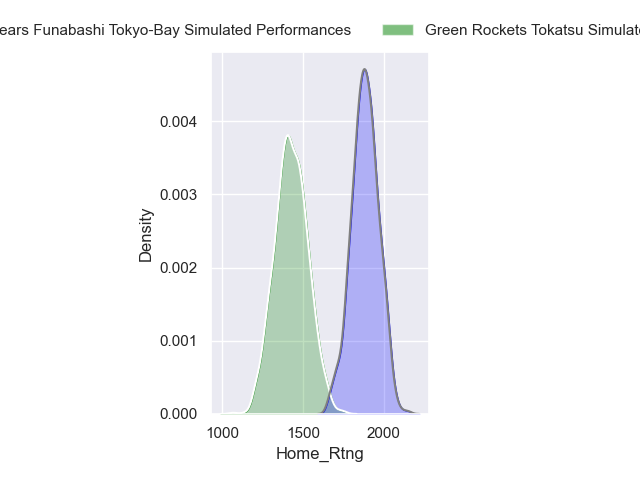 ears Funabashi Tokyo-Bay Simulated Performances
Green Rockets Tokatsu Simulate
0.004
0.003
0.002
0.001
0.000
Density
1000 1500 2000
Home_Rtng